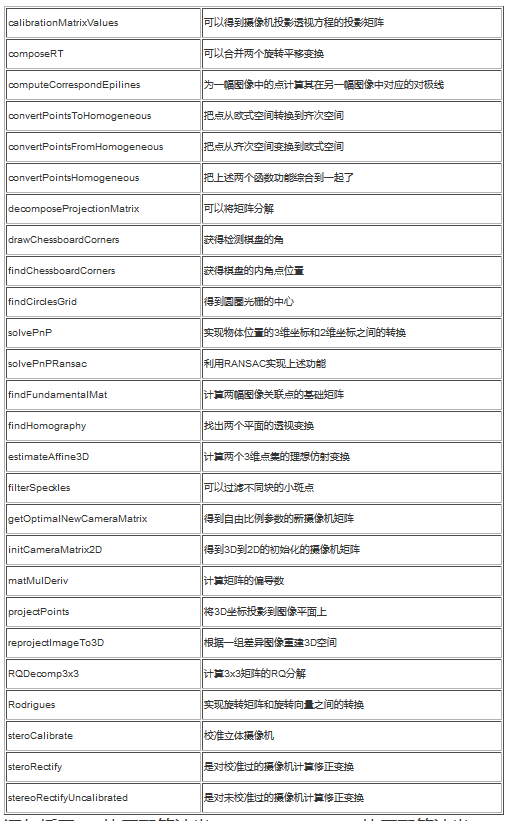 calibrationMatrixValues 可以得到摄像机投影透视方程的投影矩阵
composeRT 可以合并两个旋转平移变换
computeCorrespondEpilines 为一幅图像中的点计算其在另一幅图像中对应的对极线
convertPointsToHomogeneous 把点从欧式空间转换到齐次空间
convertPointsFromHomogeneous 把点从齐次空间变换到欧式空间
convertPointsHomogeneous 把上述两个函数功能综合到一起了
decomposeProjectionMatrix 可以将矩阵分解
drawChessboardCorners 获得检测棋盘的角
findChessboardCorners 获得棋盘的内角点位置
findCirclesGrid 得到圆圈光栅的中心
solvePnP 实现物体位置的3维坐标和2维坐标之间的转换
solvePnPRansac 利用RANSAC实现上述功能
findFundamentalMat 计算两幅图像关联点的基础矩阵
findHomography 找出两个平面的透视变换
estimateAffine3D 计算两个3维点集的理想仿射变换
filterSpeckles 可以过滤不同块的小斑点
getOptimalNewCameraMatrix 得到自由比例参数的新摄像机矩阵
initCameraMatrix2D 得到3D到2D的初始化的摄像机矩阵
matMulDeriv 计算矩阵的偏导数
projectPoints 将3D坐标投影到图像平面上
reprojectImageTo3D 根据一组差异图像重建3D空间
RQDecomp3x3 计算3x3矩阵的RQ分解
Rodrigues 实现旋转矩阵和旋转向量之间的转换
steroCalibrate 校准立体摄像机
steroRectify 是对校准过的摄像机计算修正变换
stereoRectifyUncalibrated 是对未校准过的摄像机计算修正变换